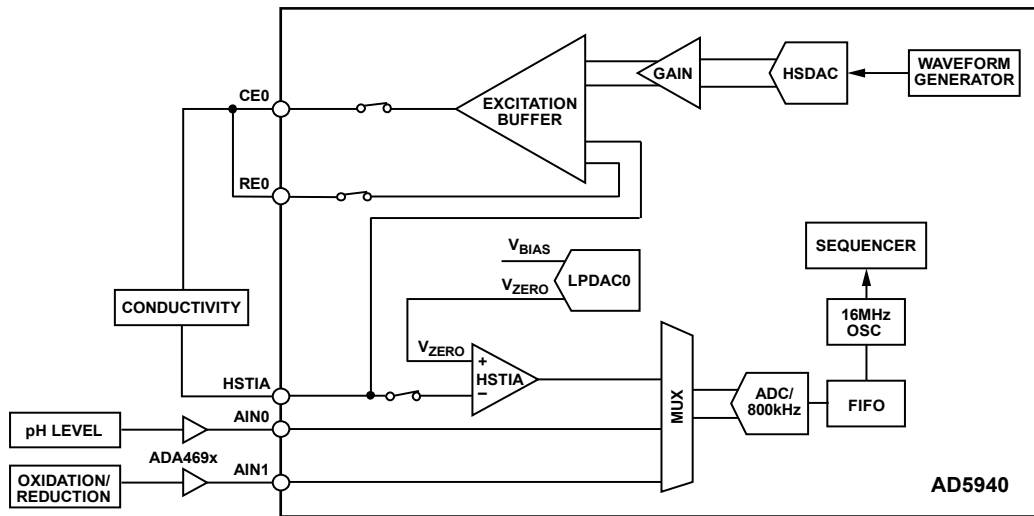 WAVEFORM
GENERATOR
HSDAC
GAIN
EXCITATION
BUFFER
CE0
RE0
SEQUENCER
VBIAS
LPDAC0
VZERO
16MHz
OSC
CONDUCTIVITY
VZERO
+
HSTIA
–
HSTIA
MUX
ADC/
800kHz
FIFO
AIN0
pH LEVEL
ADA469x
AIN1
OXIDATION/
REDUCTION
AD5940